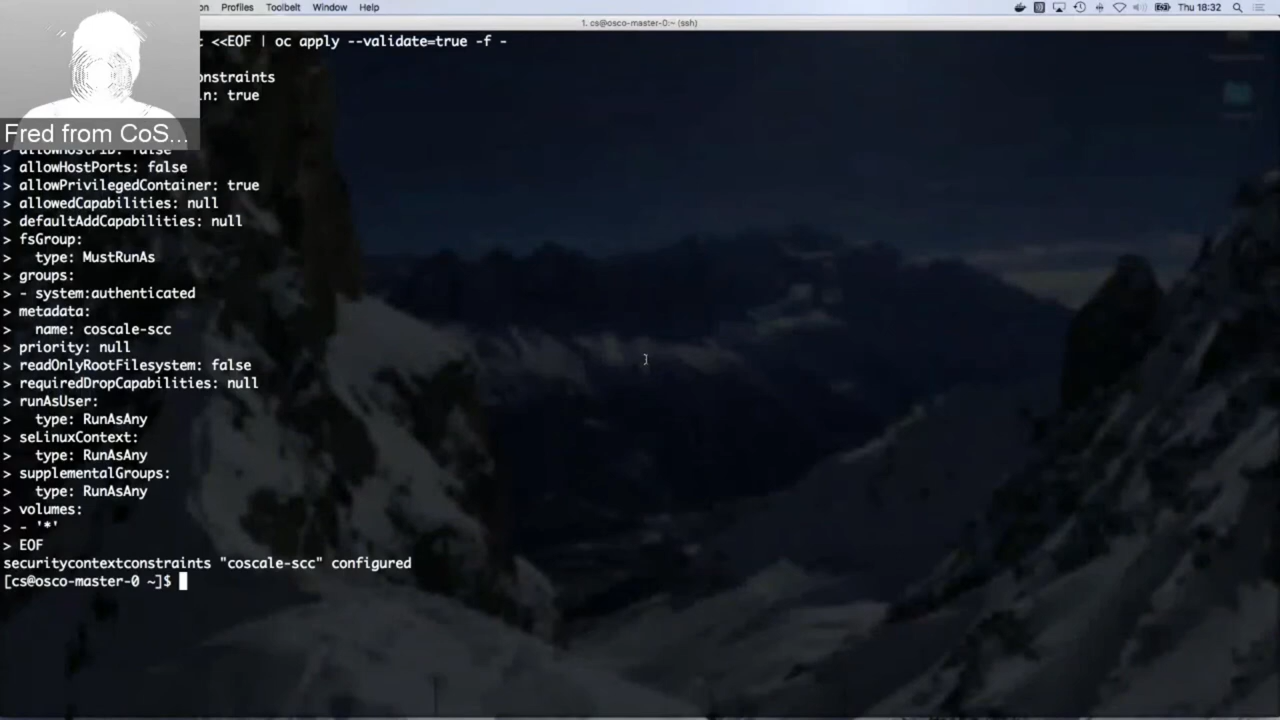 on Profiles Toolbelt Window Help
Thu 18:32
1. cs@osco-master-0:~ (ssh)
: <<EOF | oc apply --validate=true -f -
onstraints
n: true
Fred from CoS...
> allowHostPID: false
> allowHostPorts: false
> allowPrivilegedContainer: true
> allowedCapabilities: null
> defaultAddCapabilities: null
> fsGroup:
>   type: MustRunAs
> groups:
> - system:authenticated
> metadata:
>   name: coscale-scc
> priority: null
> readOnlyRootFilesystem: false
> requiredDropCapabilities: null
> runAsUser:
>   type: RunAsAny
> seLinuxContext:
>   type: RunAsAny
> supplementalGroups:
>   type: RunAsAny
> volumes:
> - '*'
> EOF
securitycontextconstraints "coscale-scc" configured
[cs@osco-master-0 ~]$